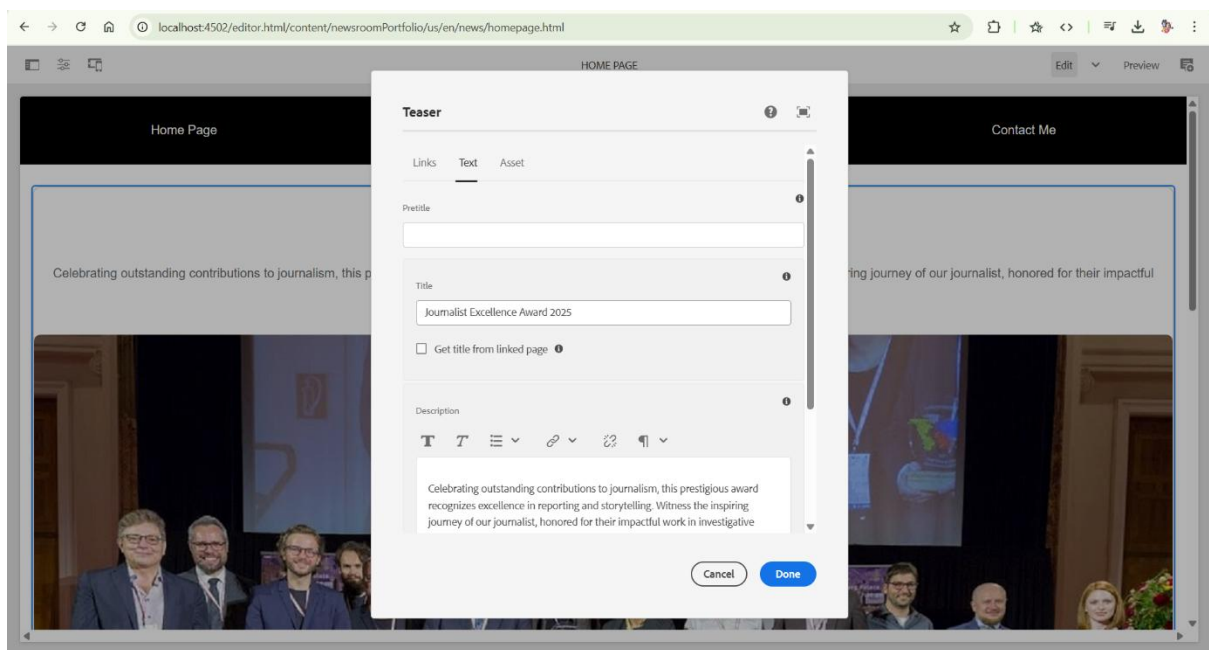 localhost:4502/editor.html/content/newsroomPortfolio/us/en/news/homepage.html
HOME PAGE
Edit
Preview
Home Page
Contact Me
Celebrating outstanding contributions to journalism, this p
ring journey of our journalist, honored for their impactful
Teaser
Links Text Asset
Pretitle
Title
Journalist Excellence Award 2025
Get title from linked page
Description
Celebrating outstanding contributions to journalism, this prestigious award
recognizes excellence in reporting and storytelling. Witness the inspiring
journey of our journalist, honored for their impactful work in investigative
Cancel Done